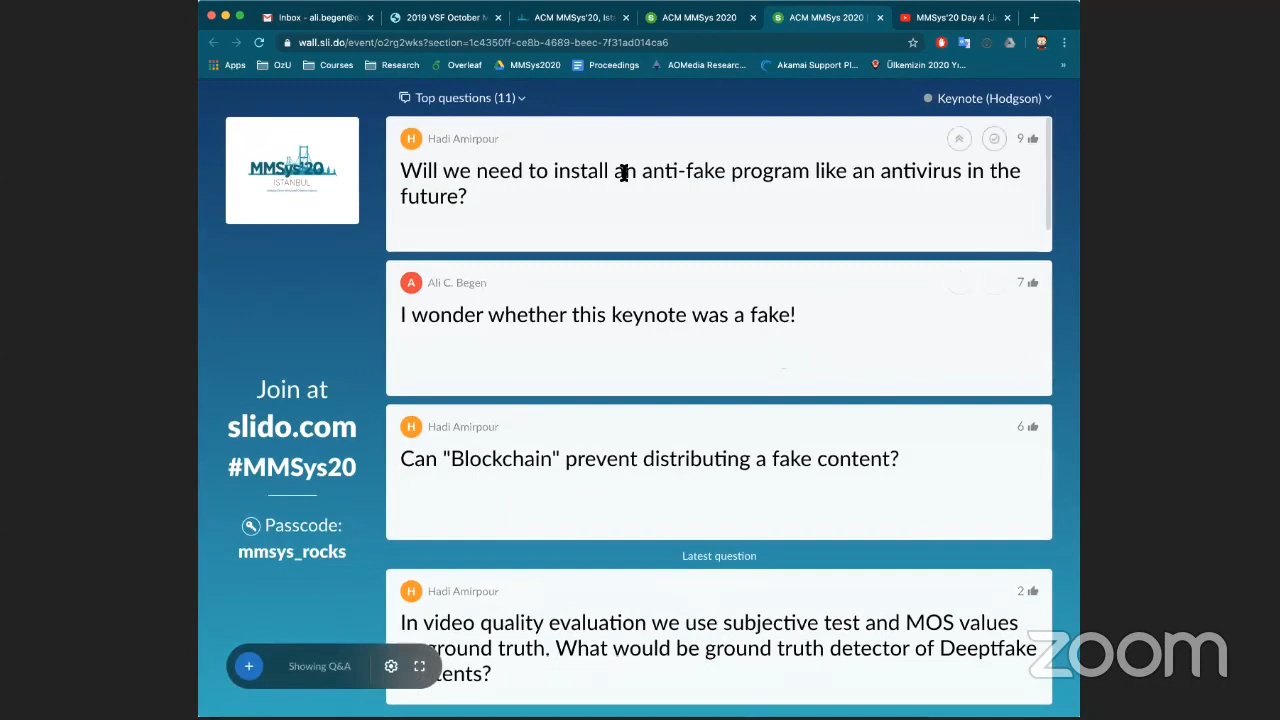 Inbox - ali.begen@o
2019 VSF October M
ACM MMSys'20, Ist
ACM MMSys 2020
ACM MMSys 2020
MMSys'20 Day 4 (J
wall.sli.do/event/o2rg2wks?section=1c4350ff-ce8b-4689-beec-7f31ad014ca6
Apps OzU Courses Research Overleaf MMSys2020 Proceedings AOMedia Researc... Akamai Support Pl... Ülkemizin 2020 Yı... »
Top questions (11)
Keynote (Hodgson)
MMSys'20
ISTANBUL
H Hadi Amirpour 9
Will we need to install an anti-fake program like an antivirus in the
future?
A Ali C. Begen 7
I wonder whether this keynote was a fake!
H Hadi Amirpour 6
Can "Blockchain" prevent distributing a fake content?
Join at
slido.com
#MMSys20
Passcode:
mmsys_rocks
Latest question
H Hadi Amirpour 2
In video quality evaluation we use subjective test and MOS values
ground truth. What would be ground truth detector of Deeptfake
tents?
Showing Q&A
zoom